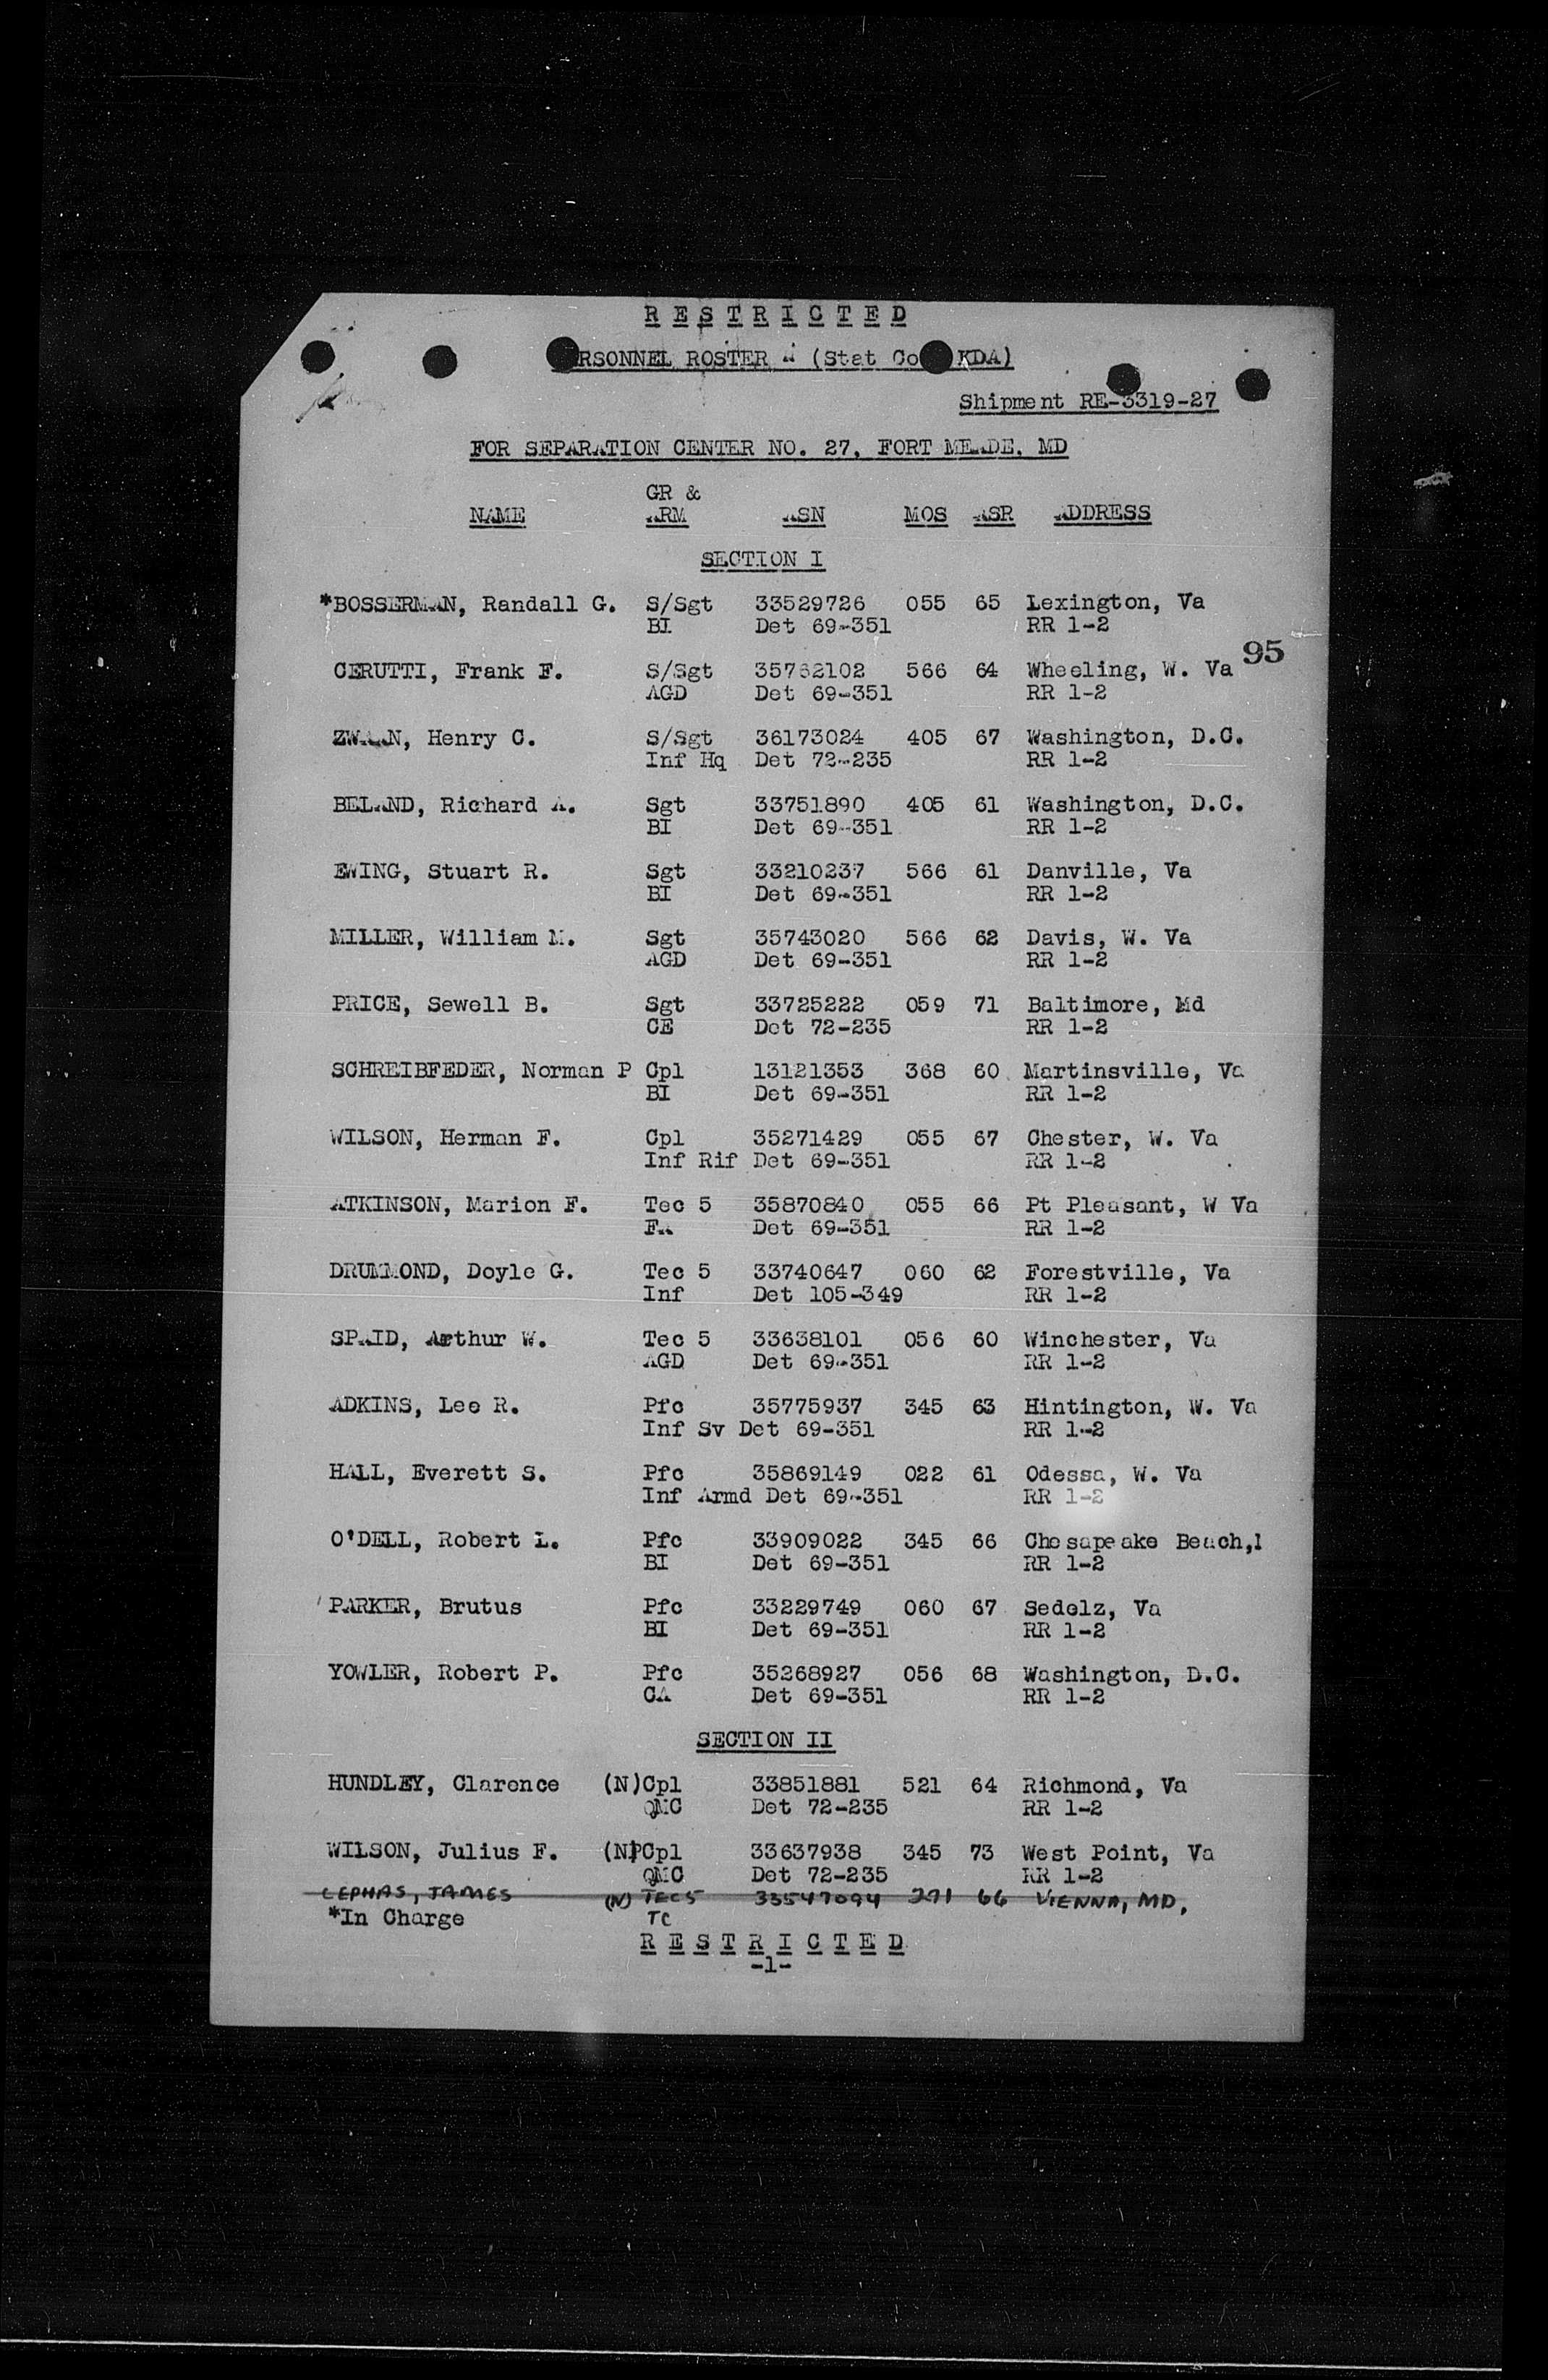 R E S T R I C T E D
RSONNEL ROSTER - (Stat Co KDA)
Shipment RE-3319-27
FOR SEPARATION CENTER NO. 27, FORT MEADE, MD
GR &
NAME ARM ASN MOS ASR ADDRESS
SECTION I
*BOSSERMAN, Randall G. S/Sgt 33529726 055 65 Lexington, Va
BI Det 69-351 RR 1-2
95
CERUTTI, Frank F. S/Sgt 35762102 566 64 Wheeling, W. Va
AGD Det 69-351 RR 1-2
ZWAAN, Henry C. S/Sgt 36173024 405 67 Washington, D.C.
Inf Hq Det 72-235 RR 1-2
BELAND, Richard A. Sgt 33751890 405 61 Washington, D.C.
BI Det 69-351 RR 1-2
EWING, Stuart R. Sgt 33210237 566 61 Danville, Va
BI Det 69-351 RR 1-2
MILLER, William M. Sgt 35743020 566 62 Davis, W. Va
AGD Det 69-351 RR 1-2
PRICE, Sewell B. Sgt 33725222 059 71 Baltimore, Md
CE Det 72-235 RR 1-2
SCHREIBFEDER, Norman P Cpl 13121353 368 60 Martinsville, Va
BI Det 69-351 RR 1-2
WILSON, Herman F. Cpl 35271429 055 67 Chester, W. Va
Inf Rif Det 69-351 RR 1-2
ATKINSON, Marion F. Tec 5 35870840 055 66 Pt Pleasant, W Va
FA Det 69-351 RR 1-2
DRUMMOND, Doyle G. Tec 5 33740647 060 62 Forestville, Va
Inf Det 105-349 RR 1-2
SPAID, Arthur W. Tec 5 33638101 056 60 Winchester, Va
AGD Det 69-351 RR 1-2
ADKINS, Lee R. Pfc 35775937 345 63 Hintington, W. Va
Inf Sv Det 69-351 RR 1-2
HALL, Everett S. Pfc 35869149 022 61 Odessa, W. Va
Inf Armd Det 69-351 RR 1-2
O'DELL, Robert L. Pfc 33909022 345 66 Chesapeake Beach,
BI Det 69-351 RR 1-2
PARKER, Brutus Pfc 33229749 060 67 Sedelz, Va
BI Det 69-351 RR 1-2
YOWLER, Robert P. Pfc 35268927 056 68 Washington, D.C.
CA Det 69-351 RR 1-2
SECTION II
HUNDLEY, Clarence (N)Cpl 33851881 521 64 Richmond, Va
QMC Det 72-235 RR 1-2
WILSON, Julius F. (N)Cpl 33637938 345 73 West Point, Va
QMC Det 72-235 RR 1-2
LEPHAS, JAMES (N) TEC 5 33547094 66 VIENNA, MD,
*In Charge TC
R E S T R I C T E D
-1-